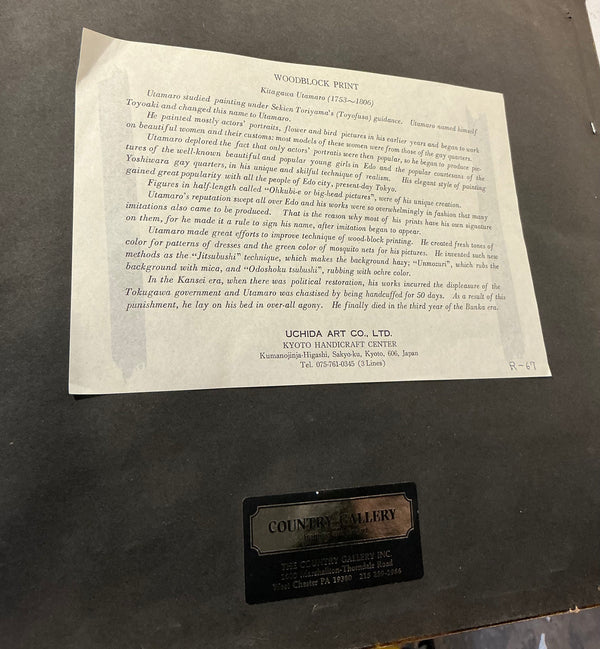 WOODBLOCK PRINT
Kitagawa Utamaro (1753~1806)
Utamaro studied painting under Sekien Toriyama's (Toyofusa) guidance. Utamaro named himself
Toyoaki and changed this name to Utamaro.
He painted mostly actors' portraits, flower and bird pictures in his earlier years and began to work
on beautiful women and their customs: most models of these women were from those of the gay quarters.
Utamaro deplored the fact that only actors' portraits were then popular, so he began to produce pic-
tures of the well-known beautiful and popular young girls in Edo and the popular courtesans of the
Yoshiwara gay quarters, in his unique and skilful technique of realism. His elegant style of painting
gained great popularity with all the people of Edo city, present-day Tokyo.
Figures in half-length called "Ohkubi-e or big-head pictures", were of his unique creation.
Utamaro's reputation swept all over Edo and his works were so overwhelmingly in fashion that many
imitations also came to be produced. That is the reason why most of his prints have his own signature
on them, for he made it a rule to sign his name, after imitation began to appear.
Utamaro made great efforts to improve technique of wood-block printing. He created fresh tones of
color for patterns of dresses and the green color of mosquito nets for his pictures. He invented such new
methods as the "Jitsubushi" technique, which makes the background hazy; "Unmozuri", which rubs the
background with mica, and "Odoshoku tsubushi", rubbing with ochre color.
In the Kansei era, when there was political restoration, his works incurred the displeasure of the
Tokugawa government and Utamaro was chastised by being handcuffed for 50 days. As a result of this
punishment, he lay on his bed in over-all agony. He finally died in the third year of the Banka era.
UCHIDA ART CO., LTD.
KYOTO HANDICRAFT CENTER
Kumanojinja-Higashi, Sakyo-ku, Kyoto, 606, Japan
Tel. 075-761-0345 (3 Lines)
R-67
COUNTRY GALLERY
THE COUNTRY GALLERY INC.
Marshallton-Thorndale Road
West Chester PA 19380 215